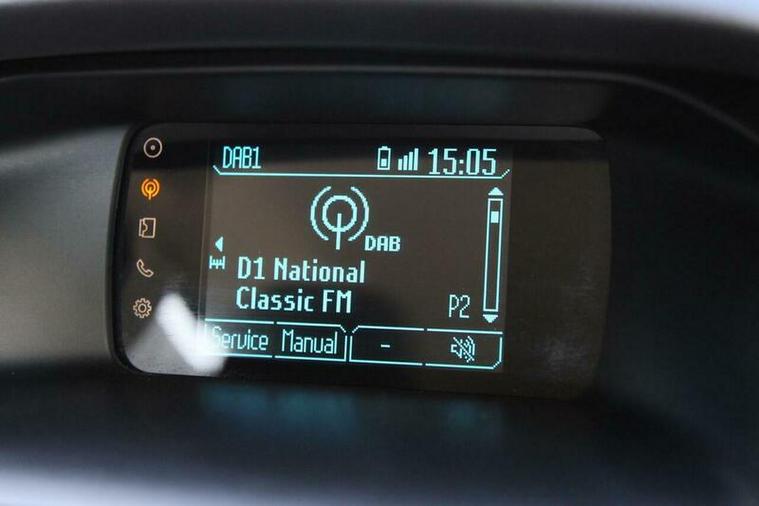 DAB1 15:05
DAB
D1 National
Classic FM P2
Service Manual -